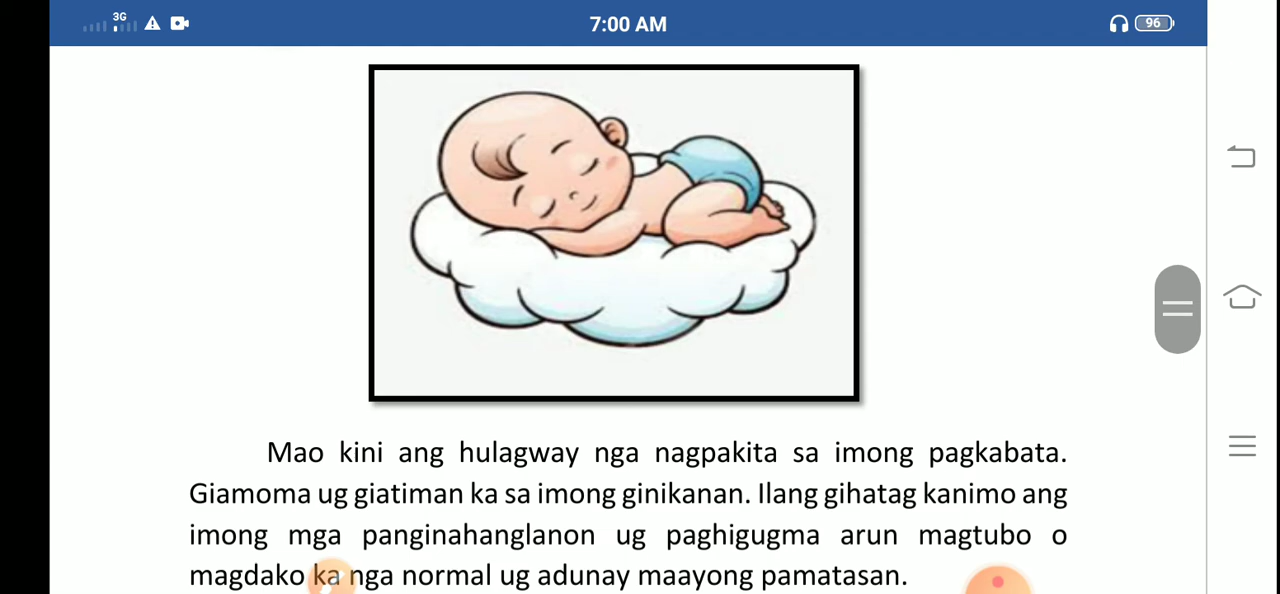 3G
7:00 AM
96
Mao kini ang hulagway nga nagpakita sa imong pagkabata.
Giamoma ug giatiman ka sa imong ginikanan. Ilang gihatag kanimo ang
imong mga panginahanglanon ug paghigugma arun magtubo o
magdako ka nga normal ug adunay maayong pamatasan.